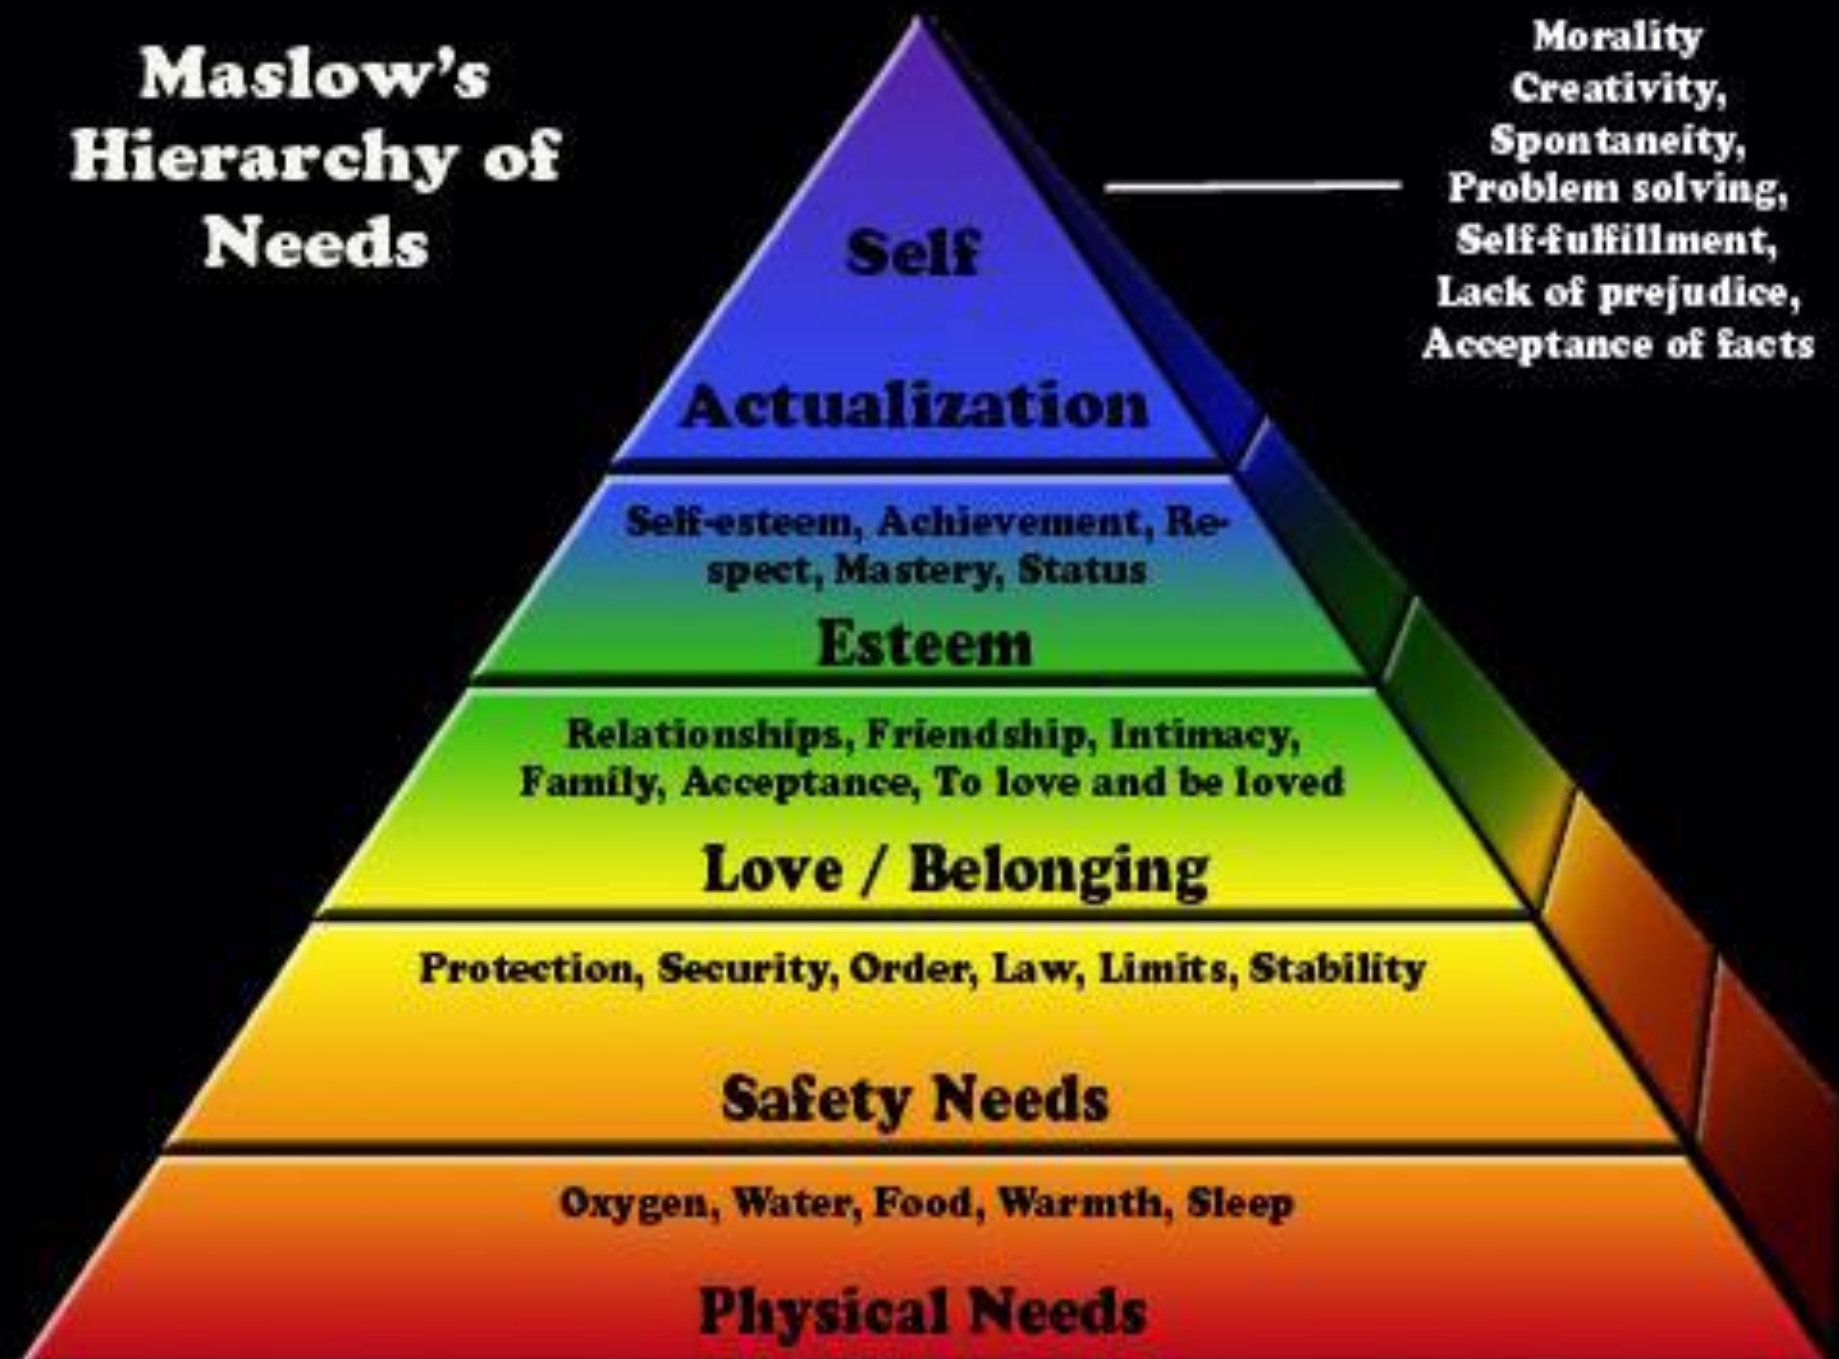 Maslow's
Hierarchy of
Needs
Morality
Creativity,
Spontaneity,
Problem solving,
Self-fulfillment,
Lack of prejudice,
Acceptance of facts
Self
Actualization
Self-esteem, Achievement, Re-
spect, Mastery, Status
Esteem
Relationships, Friendship, Intimacy,
Family, Acceptance, To love and be loved
Love / Belonging
Protection, Security, Order, Law, Limits, Stability
Safety Needs
Oxygen, Water, Food, Warmth, Sleep
Physical Needs